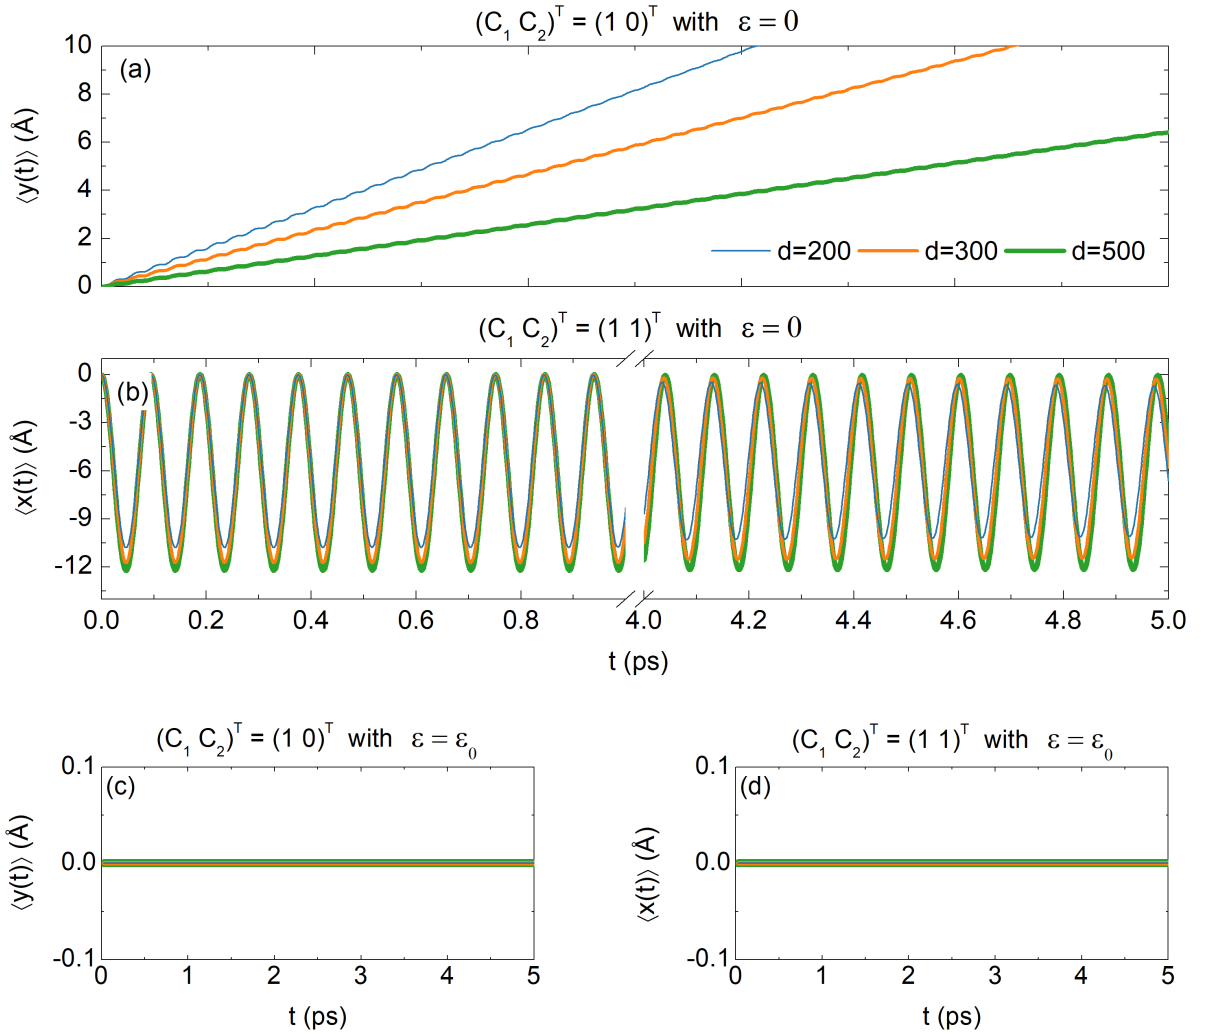 (C₁ C₂)ᵀ = (1 0)ᵀ with ε = 0
(a)
10
8
6
4
2
0
⟨y(t)⟩ (Å)
d=200 d=300 d=500
(C₁ C₂)ᵀ = (1 1)ᵀ with ε = 0
(b)
0
-3
-6
-9
-12
⟨x(t)⟩ (Å)
0.0 0.2 0.4 0.6 0.8 4.0 4.2 4.4 4.6 4.8 5.0
t (ps)
(C₁ C₂)ᵀ = (1 0)ᵀ with ε = ε₀
(c)
0.1
0.0
-0.1
⟨y(t)⟩ (Å)
0 1 2 3 4 5
t (ps)
(C₁ C₂)ᵀ = (1 1)ᵀ with ε = ε₀
(d)
0.1
0.0
-0.1
⟨x(t)⟩ (Å)
0 1 2 3 4 5
t (ps)